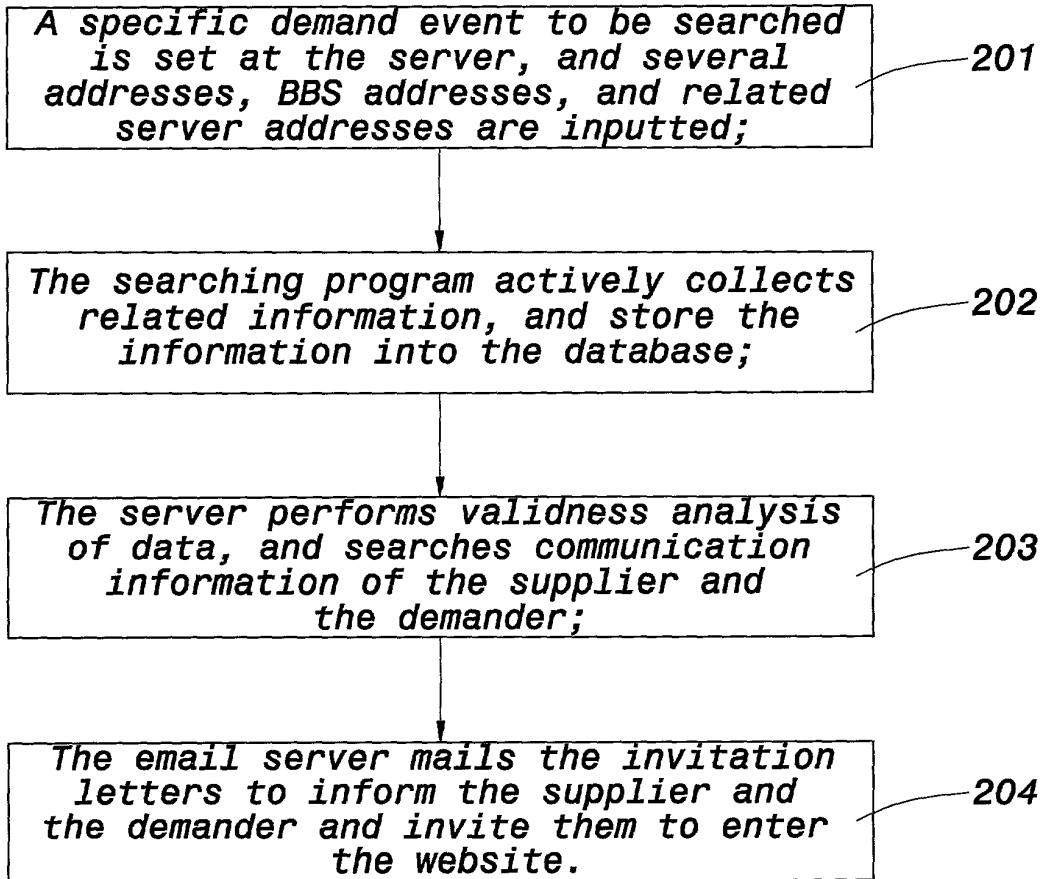 A specific demand event to be searched
is set at the server, and several
addresses, BBS addresses, and related
server addresses are inputted;
201
The searching program actively collects
related information, and store the
information into the database;
202
The server performs validness analysis
of data, and searches communication
information of the supplier and
the demander;
203
The email server mails the invitation
letters to inform the supplier and
the demander and invite them to enter
the website.
204